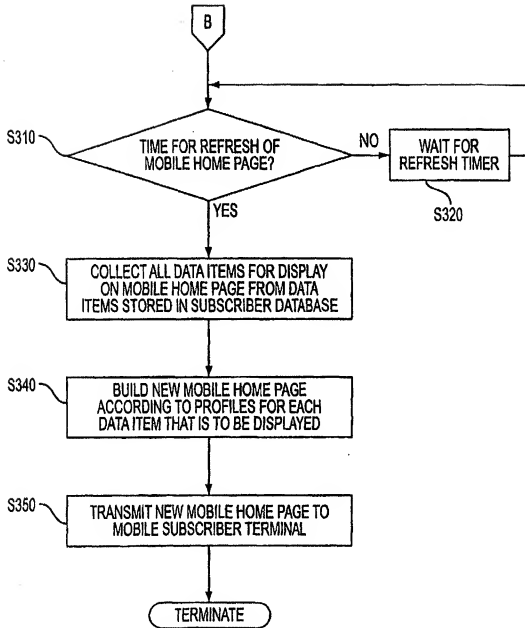 B
S310
TIME FOR REFRESH OF
MOBILE HOME PAGE?
NO
WAIT FOR
REFRESH TIMER
S320
YES
S330
COLLECT ALL DATA ITEMS FOR DISPLAY
ON MOBILE HOME PAGE FROM DATA
ITEMS STORED IN SUBSCRIBER DATABASE
S340
BUILD NEW MOBILE HOME PAGE
ACCORDING TO PROFILES FOR EACH
DATA ITEM THAT IS TO BE DISPLAYED
S350
TRANSMIT NEW MOBILE HOME PAGE TO
MOBILE SUBSCRIBER TERMINAL
TERMINATE